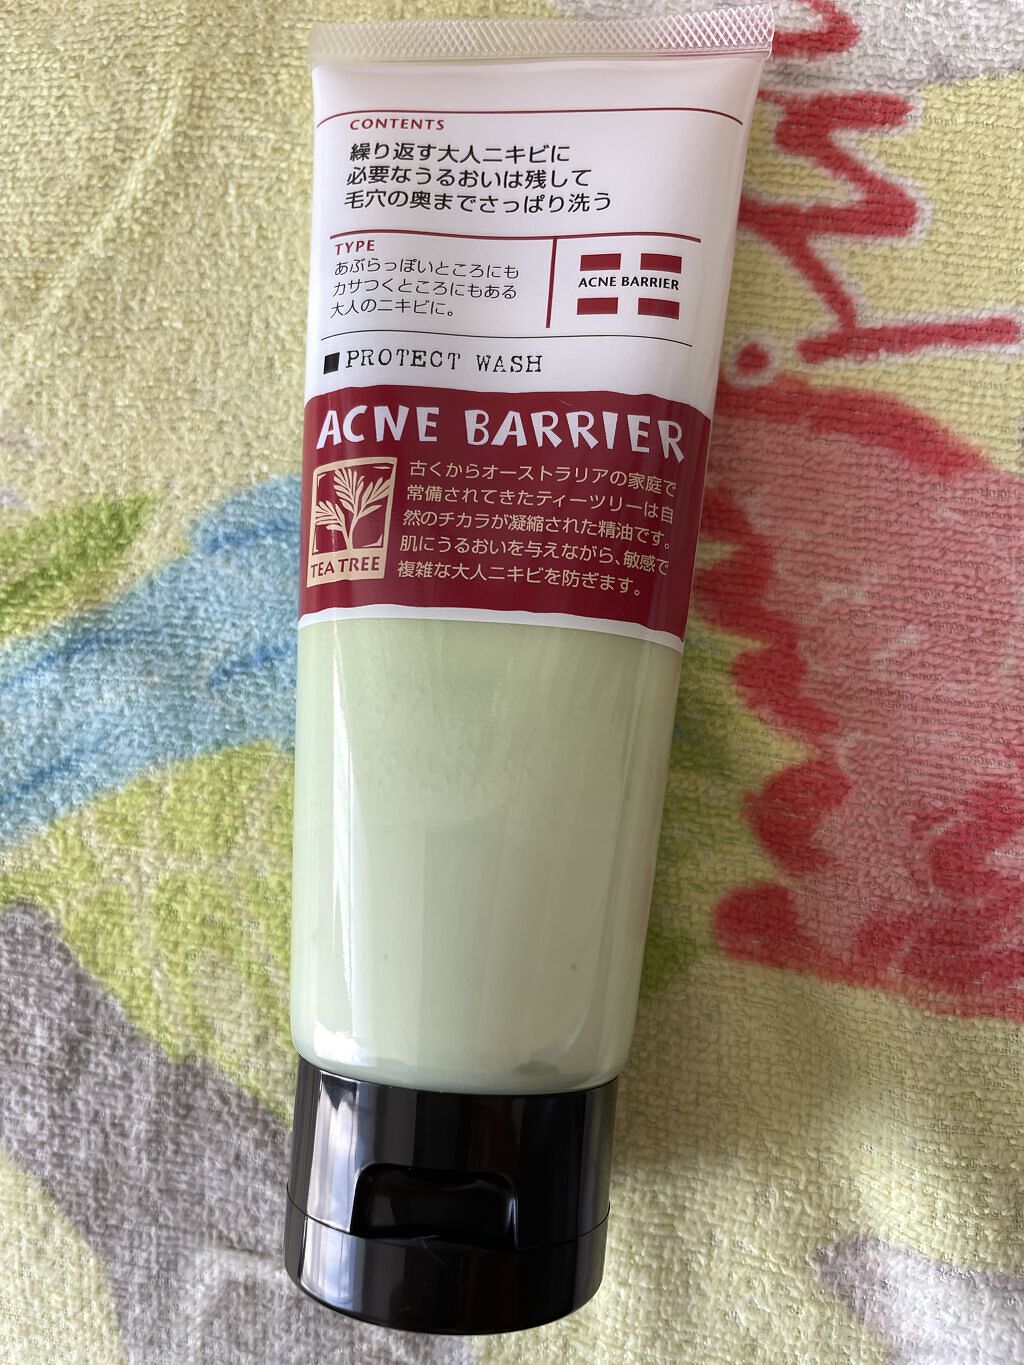 CONTENTS
繰り返す大人ニキビに
必要なうるおいは残して
毛穴の奥までさっぱり洗う
TYPE
あぶらっぽいところにも
カサつくところにもある
大人のニキビに。
ACNE BARRIER
PROTECT WASH
ACNE BARRIER
古くからオーストラリアの家庭で
常備されてきたティーツリーは自
然のチカラが凝縮された精油です。
肌にうるおいを与えながら、敏感で
複雑な大人ニキビを防ぎます。
TEA TREE